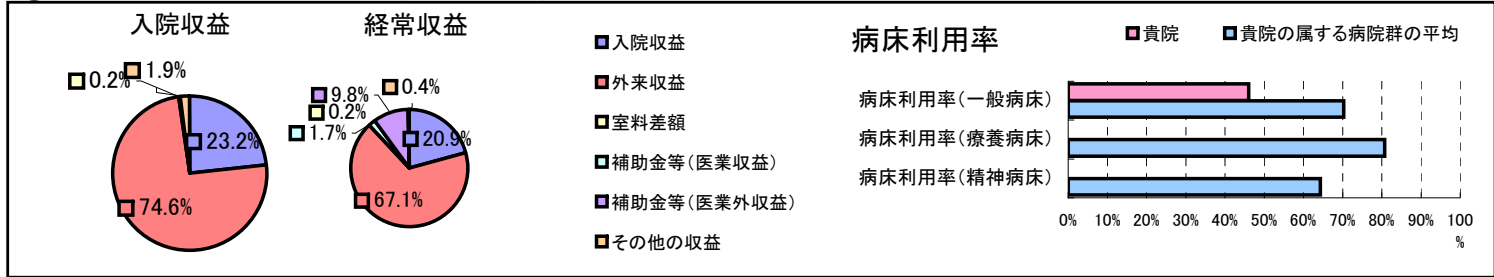 入院収益
0.2%
1.9%
23.2%
74.6%
経常収益
9.8%
0.4%
0.2%
1.7%
20.9%
67.1%
入院収益
外来収益
室料差額
補助金等(医業収益)
補助金等(医業外収益)
その他の収益
病床利用率
貴院
貴院の属する病院群の平均
病床利用率(一般病床)
病床利用率(療養病床)
病床利用率(精神病床)
0% 10% 20% 30% 40% 50% 60% 70% 80% 90% 100
%